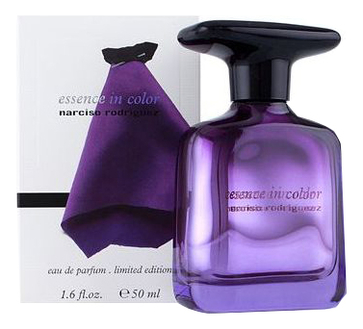 essence in color
narciso rodriguez
eau de parfum . limited edition
1.6 fl.oz. ℮ 50 ml
essence in color
narciso rodriguez